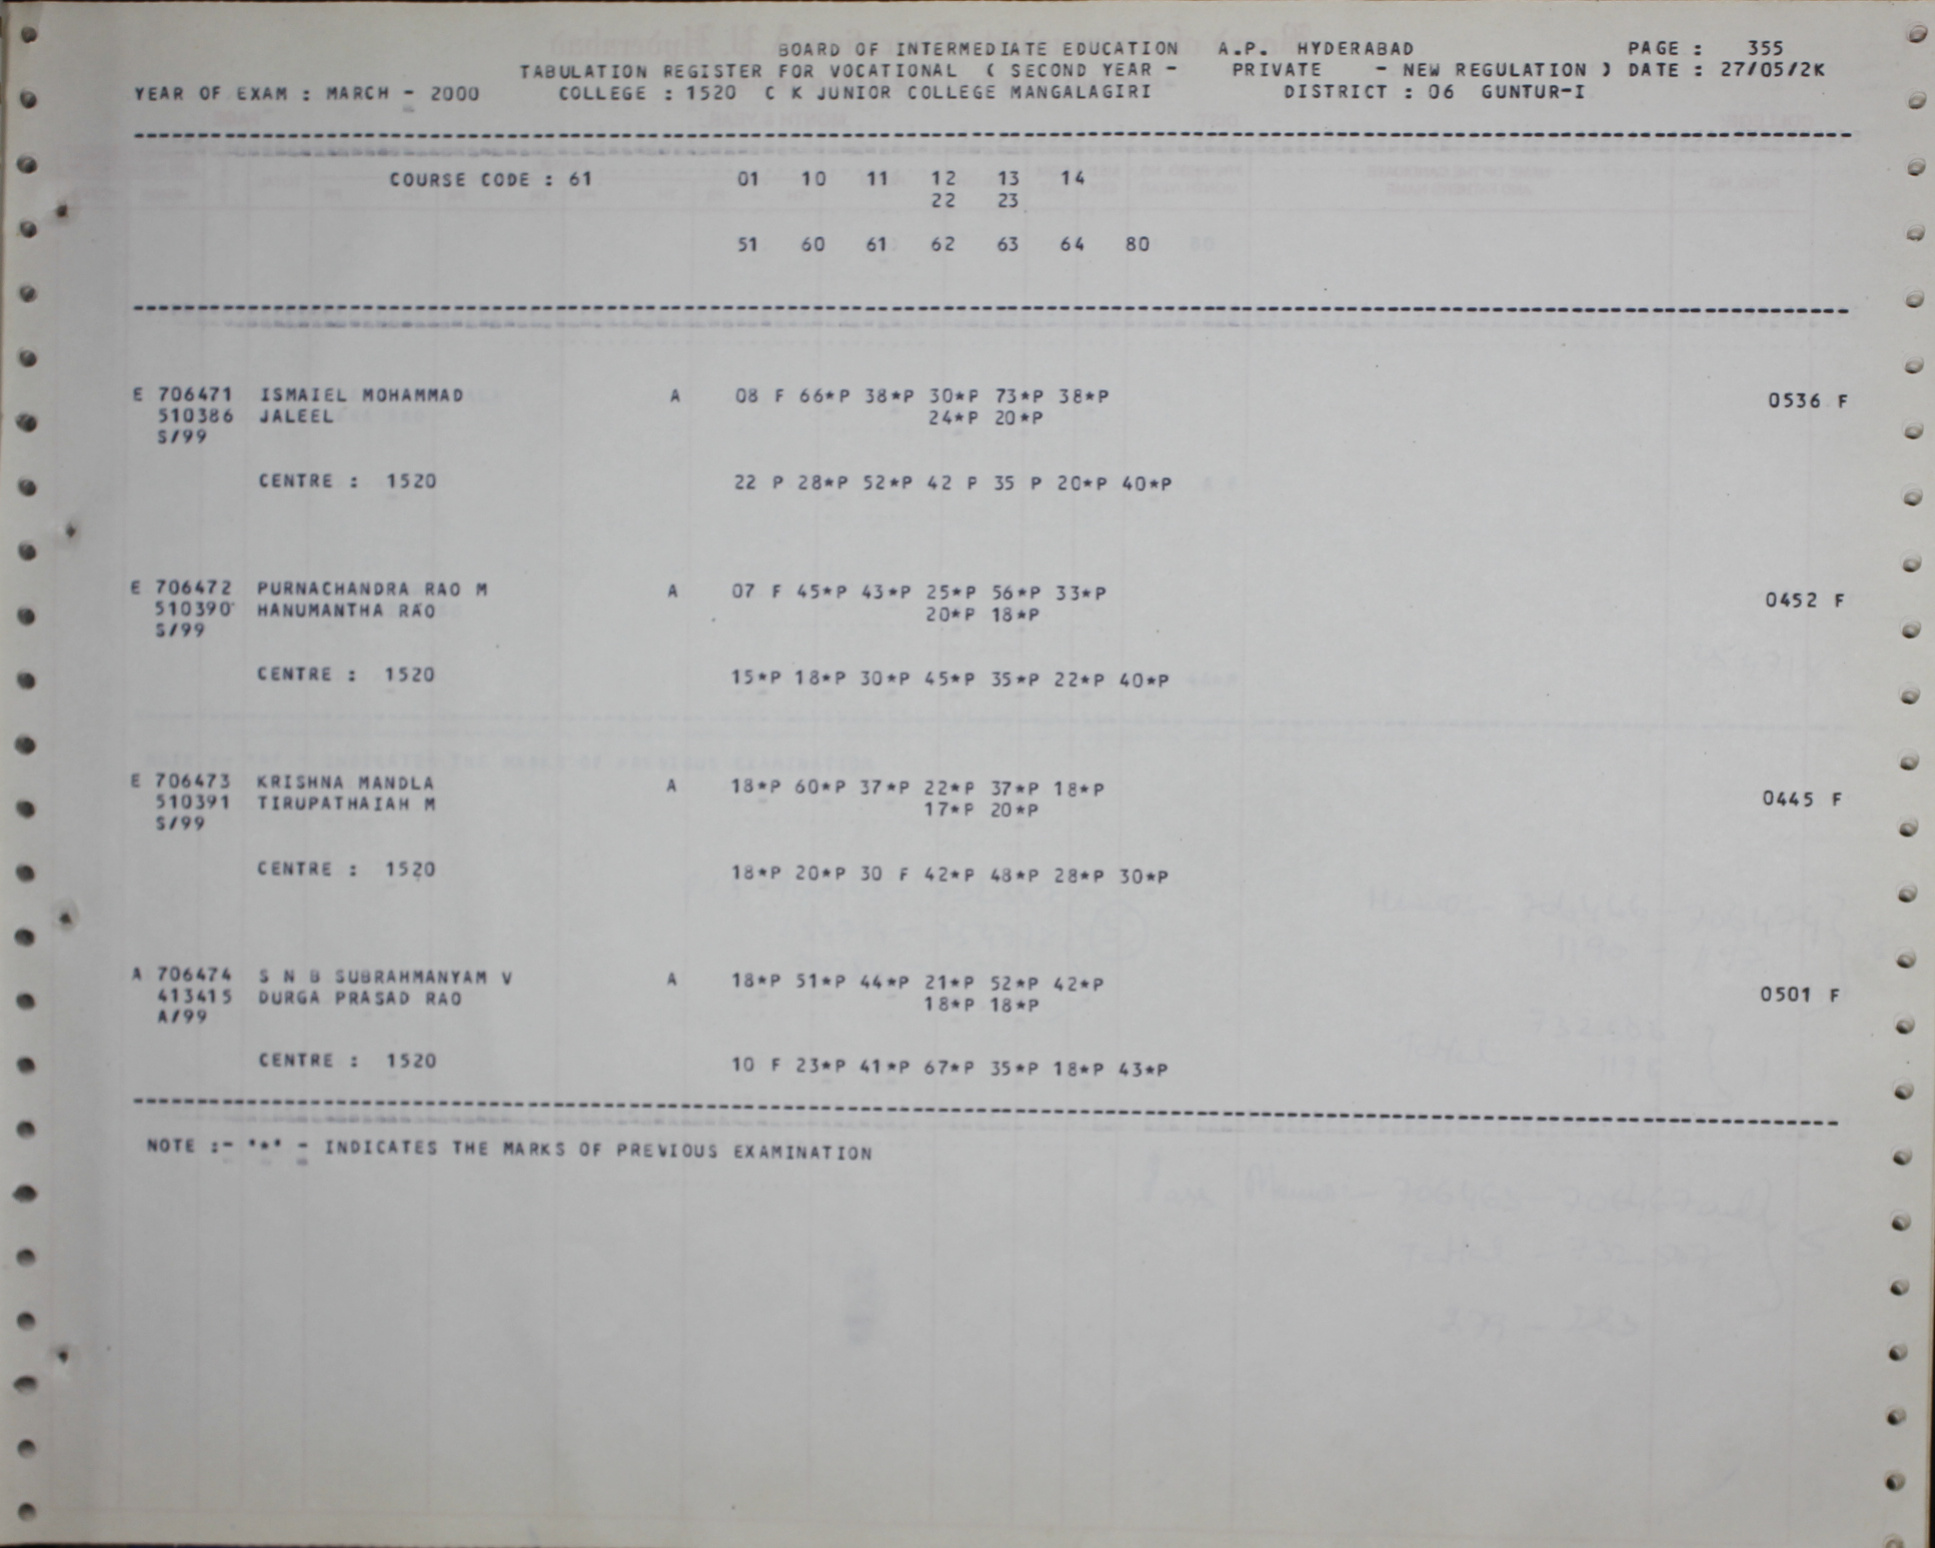 BOARD OF INTERMEDIATE EDUCATION A.P. HYDERABAD PAGE : 355
TABULATION REGISTER FOR VOCATIONAL ( SECOND YEAR - PRIVATE - NEW REGULATION ) DATE : 27/05/2K
YEAR OF EXAM : MARCH - 2000 COLLEGE : 1520 C K JUNIOR COLLEGE MANGALAGIRI DISTRICT : 06 GUNTUR-I
COURSE CODE : 61 01 10 11 12 13 14
22 23
51 60 61 62 63 64 80
E 706471 ISMAIEL MOHAMMAD A 08 F 66*P 38*P 30*P 73*P 38*P 0536 F
510386 JALEEL 24*P 20*P
S/99
CENTRE : 1520 22 P 28*P 52*P 42 P 35 P 20*P 40*P
E 706472 PURNACHANDRA RAO M A 07 F 45*P 43*P 25*P 56*P 33*P 0452 F
510390 HANUMANTHA RAO 20*P 18*P
S/99
CENTRE : 1520 15*P 18*P 30*P 45*P 35*P 22*P 40*P
E 706473 KRISHNA MANDLA A 18*P 60*P 37*P 22*P 37*P 18*P 0445 F
510391 TIRUPATHAIAH M 17*P 20*P
S/99
CENTRE : 1520 18*P 20*P 30 F 42*P 48*P 28*P 30*P
A 706474 S N B SUBRAHMANYAM V A 18*P 51*P 44*P 21*P 52*P 42*P 0501 F
413415 DURGA PRASAD RAO 18*P 18*P
A/99
CENTRE : 1520 10 F 23*P 41*P 67*P 35*P 18*P 43*P
NOTE :- '*' - INDICATES THE MARKS OF PREVIOUS EXAMINATION